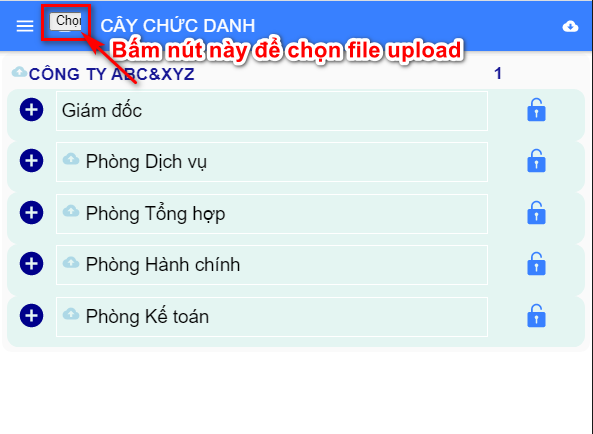 Chọn
CÂY CHỨC DANH
Bấm nút này để chọn file upload
CÔNG TY ABC&XYZ 1
Giám đốc
Phòng Dịch vụ
Phòng Tổng hợp
Phòng Hành chính
Phòng Kế toán